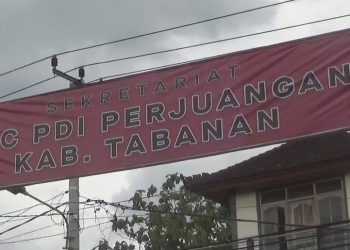 SEKRETARIAT
C PDI PERJUANGAN
KAB. TABANAN